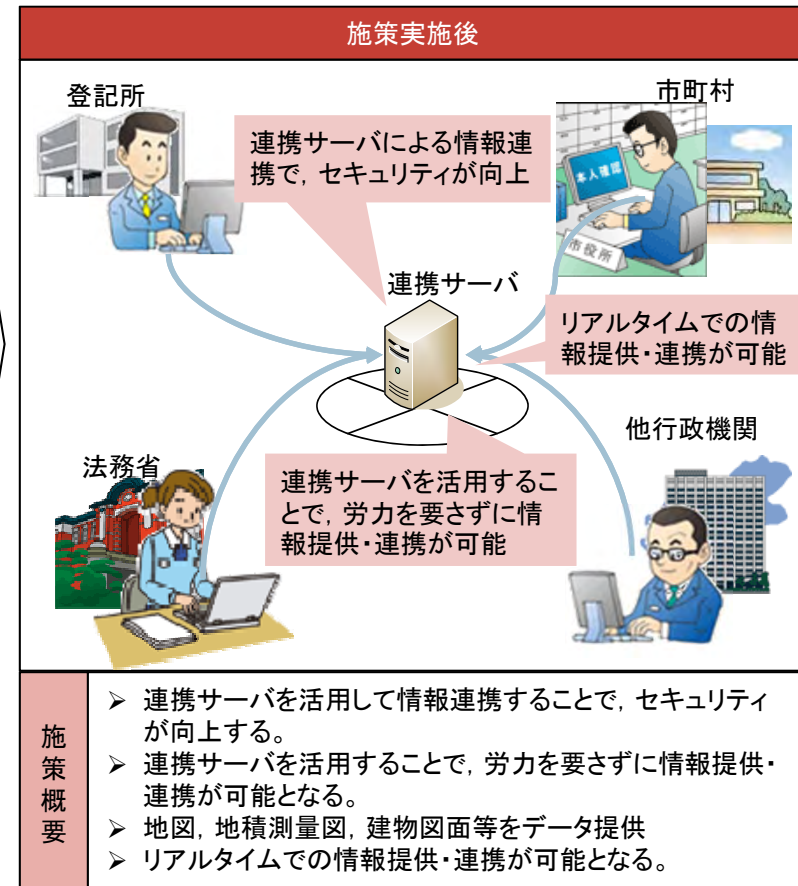 施策実施後
登記所
市町村
連携サーバによる情報連
携で，セキュリティが向上
本人確認
市役所
連携サーバ
リアルタイムでの情
報提供・連携が可能
法務省
他行政機関
連携サーバを活用するこ
とで，労力を要さずに情
報提供・連携が可能
施策概要
➢ 連携サーバを活用して情報連携することで，セキュリティ
が向上する。
➢ 連携サーバを活用することで，労力を要さずに情報提供・
連携が可能となる。
➢ 地図，地積測量図，建物図面等をデータ提供
➢ リアルタイムでの情報提供・連携が可能となる。